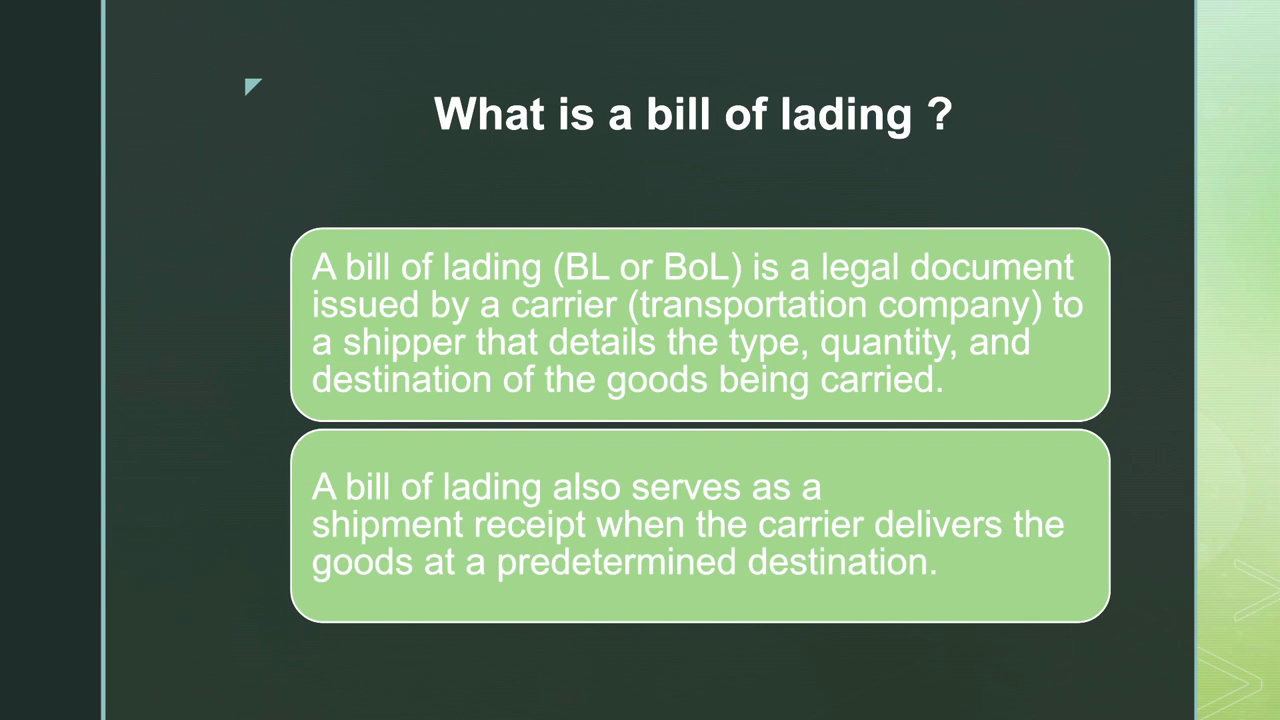 What is a bill of lading ?
A bill of lading (BL or BoL) is a legal document
issued by a carrier (transportation company) to
a shipper that details the type, quantity, and
destination of the goods being carried.
A bill of lading also serves as a
shipment receipt when the carrier delivers the
goods at a predetermined destination.